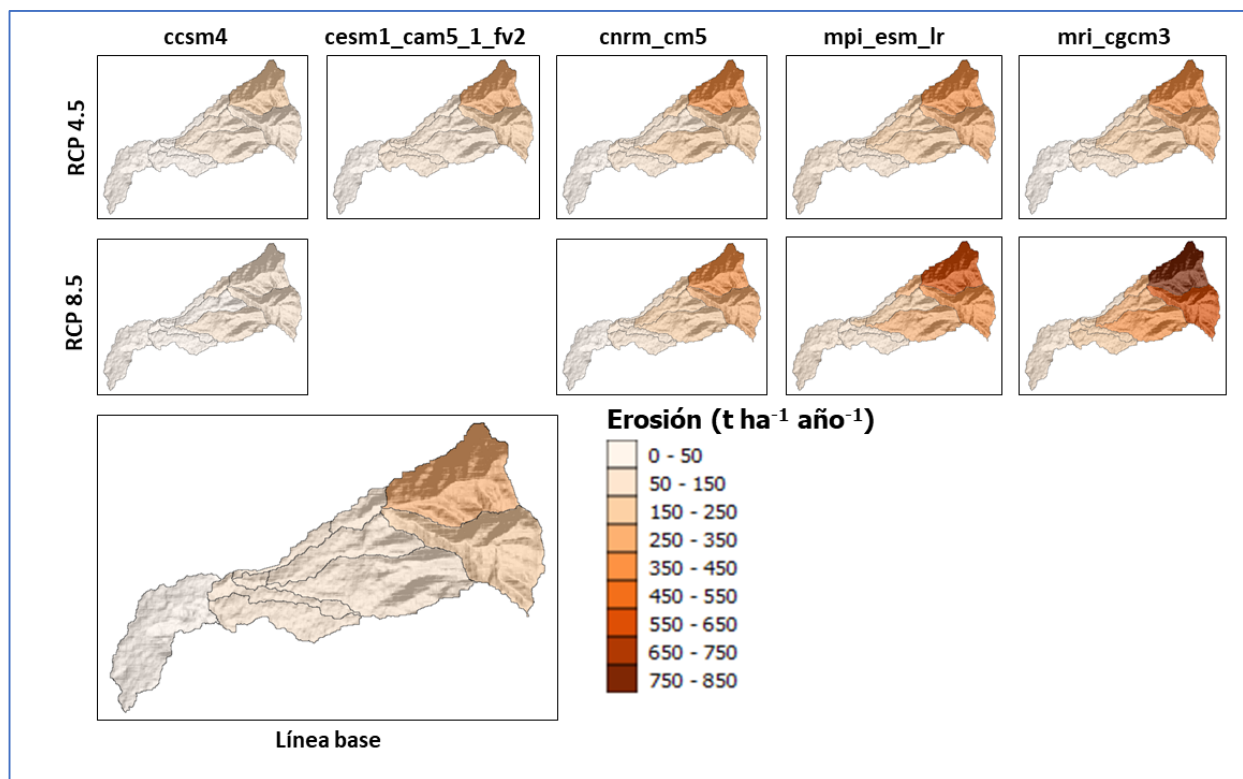 ccsm4
cesm1_cam5_1_fv2
cnrm_cm5
mpi_esm_lr
mri_cgcm3
RCP 4.5
RCP 8.5
Erosión (t ha⁻¹ año⁻¹)
0 - 50
50 - 150
150 - 250
250 - 350
350 - 450
450 - 550
550 - 650
650 - 750
750 - 850
Línea base